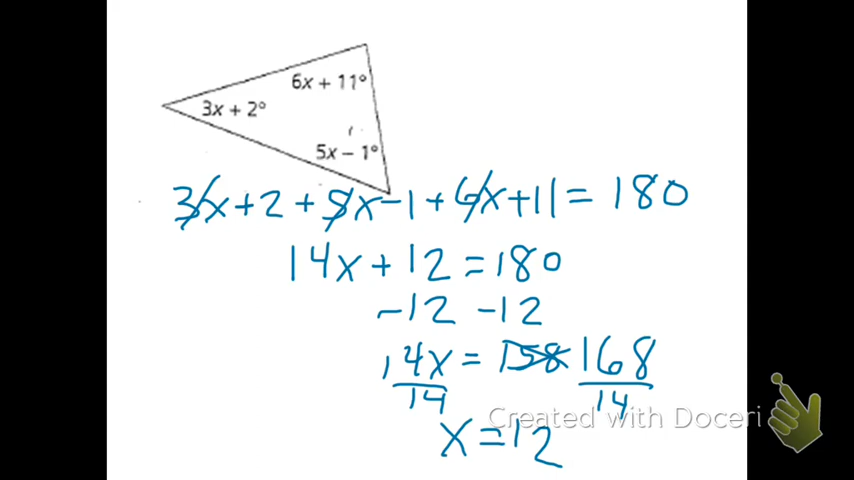 6x + 11°
3x + 2°
5x − 1°
3x+2 + 5x-1 + 6x+11 = 180
14x + 12 = 180
-12 -12
14x = 158 168
14 14
Created with Doceri
x = 12